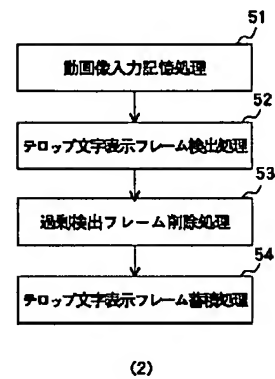 51
動画像入力記憶処理
52
テロップ文字表示フレーム検出処理
53
過剰検出フレーム削除処理
54
テロップ文字表示フレーム蓄積処理
(2)